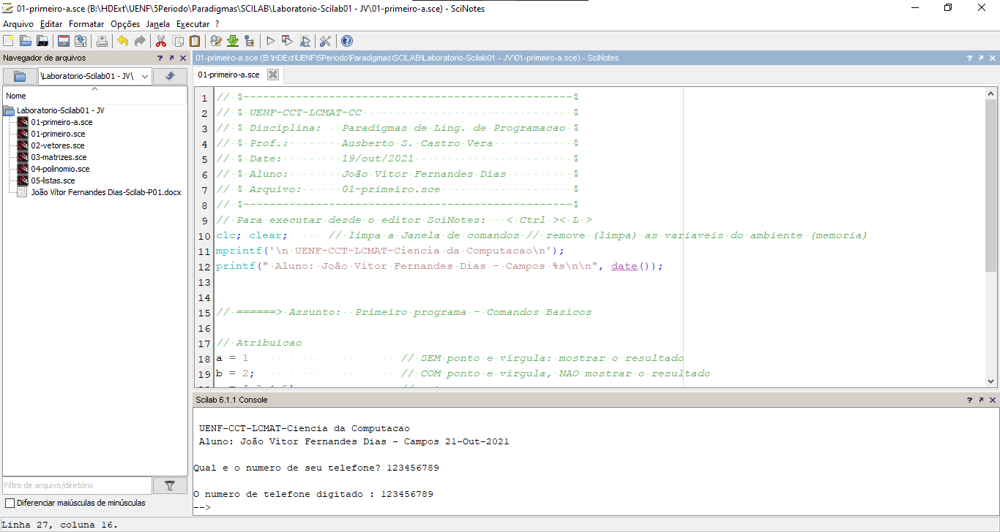 01-primeiro-a.sce (B:\HDExt\UENF\5Periodo\Paradigmas\SCILAB\Laboratorio-Scilab01 - JV\01-primeiro-a.sce) - SciNotes
Arquivo Editar Formatar Opções Janela Executar ?
Navegador de arquivos
\Laboratorio-Scilab01 - JV\
Nome
Laboratorio-Scilab01 - JV
01-primeiro-a.sce
01-primeiro.sce
02-vetores.sce
03-matrizes.sce
04-polinomio.sce
05-listas.sce
João Vítor Fernandes Dias-Scilab-P01.docx
Filtro de arquivo/diretório
Diferenciar maiúsculas de minúsculas
01-primeiro-a.sce (B:\HDExt\UENF\5Periodo\Paradigmas\SCILAB\Laboratorio-Scilab01 - JV\01-primeiro-a.sce) - SciNotes
01-primeiro-a.sce
1 // %--------------------------------------------------%
2 // % UENF-CCT-LCMAT-CC %
3 // % Disciplina: Paradigmas de Ling. de Programacao %
4 // % Prof.: Ausberto S. Castro Vera %
5 // % Date: 19/out/2021 %
6 // % Aluno: João Vítor Fernandes Dias %
7 // % Arquivo: 01-primeiro.sce %
8 // %--------------------------------------------------%
9 // Para executar desde o editor SciNotes: < Ctrl >< L >
10 clc; clear; // limpa a Janela de comandos // remove (limpa) as variaveis do ambiente (memoria)
11 mprintf('\n UENF-CCT-LCMAT-Ciencia da Computacao\n');
12 printf(" Aluno: João Vítor Fernandes Dias - Campos %s\n\n", date());
13
14
15 // ======> Assunto: Primeiro programa - Comandos Basicos
16
17 // Atribuicao
18 a = 1 // SEM ponto e virgula: mostrar o resultado
19 b = 2; // COM ponto e virgula, NAO mostrar o resultado
Scilab 6.1.1 Console
UENF-CCT-LCMAT-Ciencia da Computacao
Aluno: João Vítor Fernandes Dias - Campos 21-Out-2021
Qual e o numero de seu telefone? 123456789
O numero de telefone digitado : 123456789
-->
Linha 27, coluna 16.